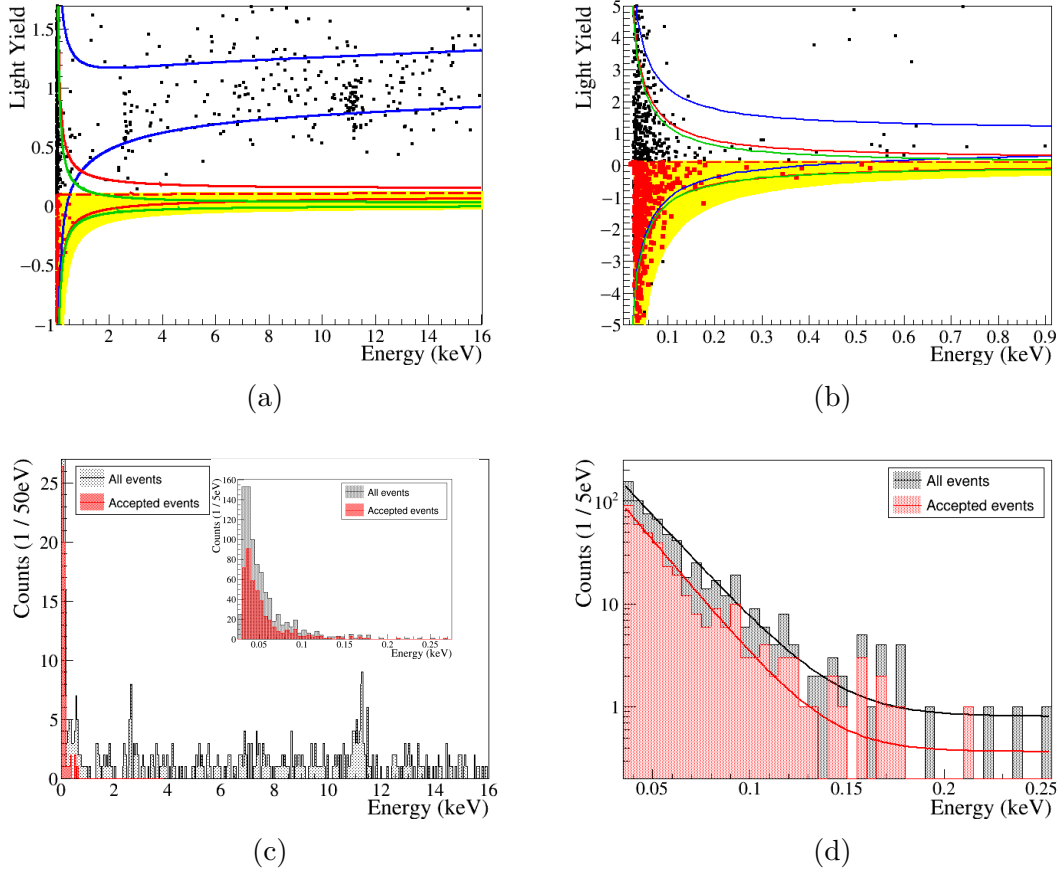 Light Yield
1.5
1
0.5
0
−0.5
−1
2 4 6 8 10 12 14 16
Energy (keV)
(a)
Light Yield
5
4
3
2
1
0
−1
−2
−3
−4
−5
0.1 0.2 0.3 0.4 0.5 0.6 0.7 0.8 0.9
Energy (keV)
(b)
Counts (1 / 50eV)
25
20
15
10
5
0
0 2 4 6 8 10 12 14 16
Energy (keV)
All events
Accepted events
Counts (1 / 5eV)
160
140
120
100
80
60
40
20
0
0.05 0.1 0.15 0.2 0.25
Energy (keV)
All events
Accepted events
(c)
Counts (1 / 5eV)
10²
10
1
0.05 0.1 0.15 0.2 0.25
Energy (keV)
All events
Accepted events
(d)